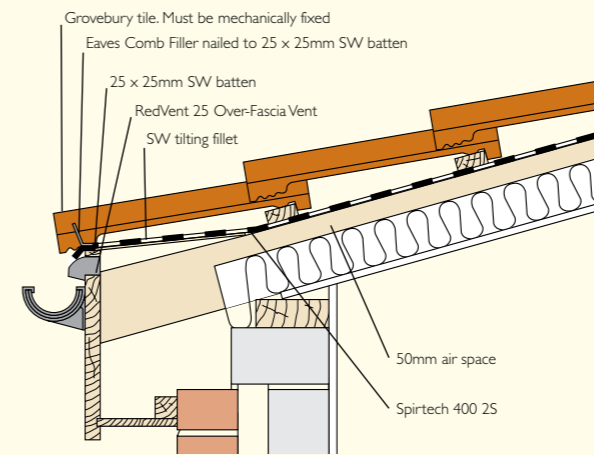 Grovebury tile. Must be mechanically fixed
Eaves Comb Filler nailed to 25 x 25mm SW batten
25 x 25mm SW batten
RedVent 25 Over-Fascia Vent
SW tilting fillet
50mm air space
Spirtech 400 2S